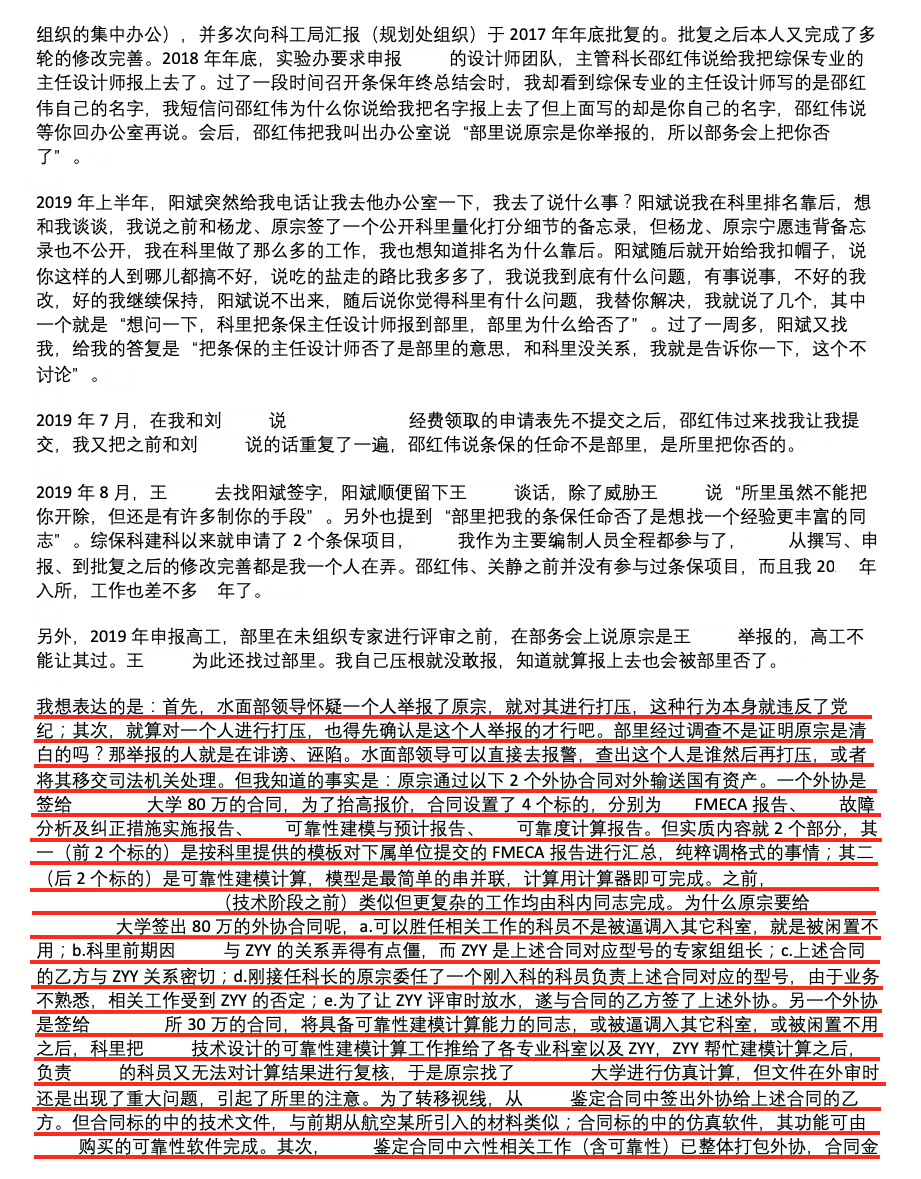 组织的集中办公），并多次向科工局汇报（规划处组织）于 2017 年年底批复的。批复之后本人又完成了多
轮的修改完善。2018 年年底，实验办要求申报 的设计师团队，主管科长邵红伟说给我把综保专业的
主任设计师报上去了。过了一段时间召开条保年终总结会时，我却看到综保专业的主任设计师写的是邵红
伟自己的名字，我短信问邵红伟为什么你说给我把名字报上去了但上面写的却是你自己的名字，邵红伟说
等你回办公室再说。会后，邵红伟把我叫出办公室说 “部里说原宗是你举报的，所以部务会上把你否
了” 。
2019 年上半年，阳斌突然给我电话让我去他办公室一下，我去了说什么事？阳斌说我在科里排名靠后，想
和我谈谈，我说之前和杨龙、原宗签了一个公开科里量化打分细节的备忘录，但杨龙、原宗宁愿违背备忘
录也不公开，我在科里做了那么多的工作，我也想知道排名为什么靠后。阳斌随后就开始给我扣帽子，说
你这样的人到哪儿都搞不好，说吃的盐走的路比我多多了，我说我到底有什么问题，有事说事，不好的我
改，好的我继续保持，阳斌说不出来，随后说你觉得科里有什么问题，我替你解决，我就说了几个，其中
一个就是 “想问一下，科里把条保主任设计师报到部里，部里为什么给否了” 。过了一周多，阳斌又找
我，给我的答复是 “把条保的主任设计师否了是部里的意思，和科里没关系，我就是告诉你一下，这个不
讨论” 。
2019 年 7 月，在我和刘 说 经费领取的申请表先不提交之后，邵红伟过来找我让我提
交，我又把之前和刘 说的话重复了一遍，邵红伟说条保的任命不是部里，是所里把你否的。
2019 年 8 月，王 去找阳斌签字，阳斌顺便留下王 谈话，除了威胁王 说 “所里虽然不能把
你开除，但还是有许多制你的手段” 。另外也提到 “部里把我的条保任命否了是想找一个经验更丰富的同
志” 。综保科建科以来就申请了 2 个条保项目， 我作为主要编制人员全程都参与了， 从撰写、申
报、到批复之后的修改完善都是我一个人在弄。邵红伟、关静之前并没有参与过条保项目，而且我 20 年
入所，工作也差不多 年了。
另外，2019 年申报高工，部里在未组织专家进行评审之前，在部务会上说原宗是王 举报的，高工不
能让其过。王 为此还找过部里。我自己压根就没敢报，知道就算报上去也会被部里否了。
我想表达的是：首先，水面部领导怀疑一个人举报了原宗，就对其进行打压，这种行为本身就违反了党
纪；其次，就算对一个人进行打压，也得先确认是这个人举报的才行吧。部里经过调查不是证明原宗是清
白的吗？那举报的人就是在诽谤、诬陷。水面部领导可以直接去报警，查出这个人是谁然后再打压，或者
将其移交司法机关处理。但我知道的事实是：原宗通过以下 2 个外协合同对外输送国有资产。一个外协是
签给 大学 80 万的合同，为了抬高报价，合同设置了 4 个标的，分别为 FMECA 报告、 故障
分析及纠正措施实施报告、 可靠性建模与预计报告、 可靠度计算报告。但实质内容就 2 个部分，其
一（前 2 个标的）是按科里提供的模板对下属单位提交的 FMECA 报告进行汇总，纯粹调格式的事情；其二
（后 2 个标的）是可靠性建模计算，模型是最简单的串并联，计算用计算器即可完成。之前，
（技术阶段之前）类似但更复杂的工作均由科内同志完成。为什么原宗要给
大学签出 80 万的外协合同呢，a.可以胜任相关工作的科员不是被逼调入其它科室，就是被闲置不
用；b.科里前期因 与 ZYY 的关系弄得有点僵，而 ZYY 是上述合同对应型号的专家组组长；c.上述合同
的乙方与 ZYY 关系密切；d.刚接任科长的原宗委任了一个刚入科的科员负责上述合同对应的型号，由于业务
不熟悉，相关工作受到 ZYY 的否定；e.为了让 ZYY 评审时放水，遂与合同的乙方签了上述外协。另一个外协
是签给 所 30 万的合同，将具备可靠性建模计算能力的同志，或被逼调入其它科室，或被闲置不用
之后，科里把 技术设计的可靠性建模计算工作推给了各专业科室以及 ZYY，ZYY 帮忙建模计算之后，
负责 的科员又无法对计算结果进行复核，于是原宗找了 大学进行仿真计算，但文件在外审时
还是出现了重大问题，引起了所里的注意。为了转移视线，从 鉴定合同中签出外协给上述合同的乙
方。但合同标的中的技术文件，与前期从航空某所引入的材料类似；合同标的中的仿真软件，其功能可由
购买的可靠性软件完成。其次， 鉴定合同中六性相关工作（含可靠性）已整体打包外协，合同金